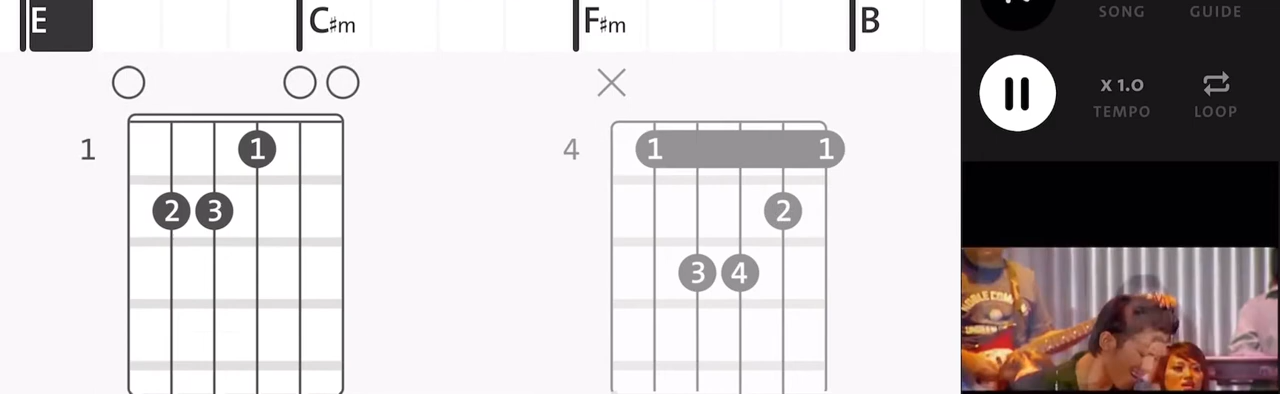 E C♯m F♯m B
SONG GUIDE
X 1.0
TEMPO LOOP
1 1
2 3
4 1 1
2
3 4